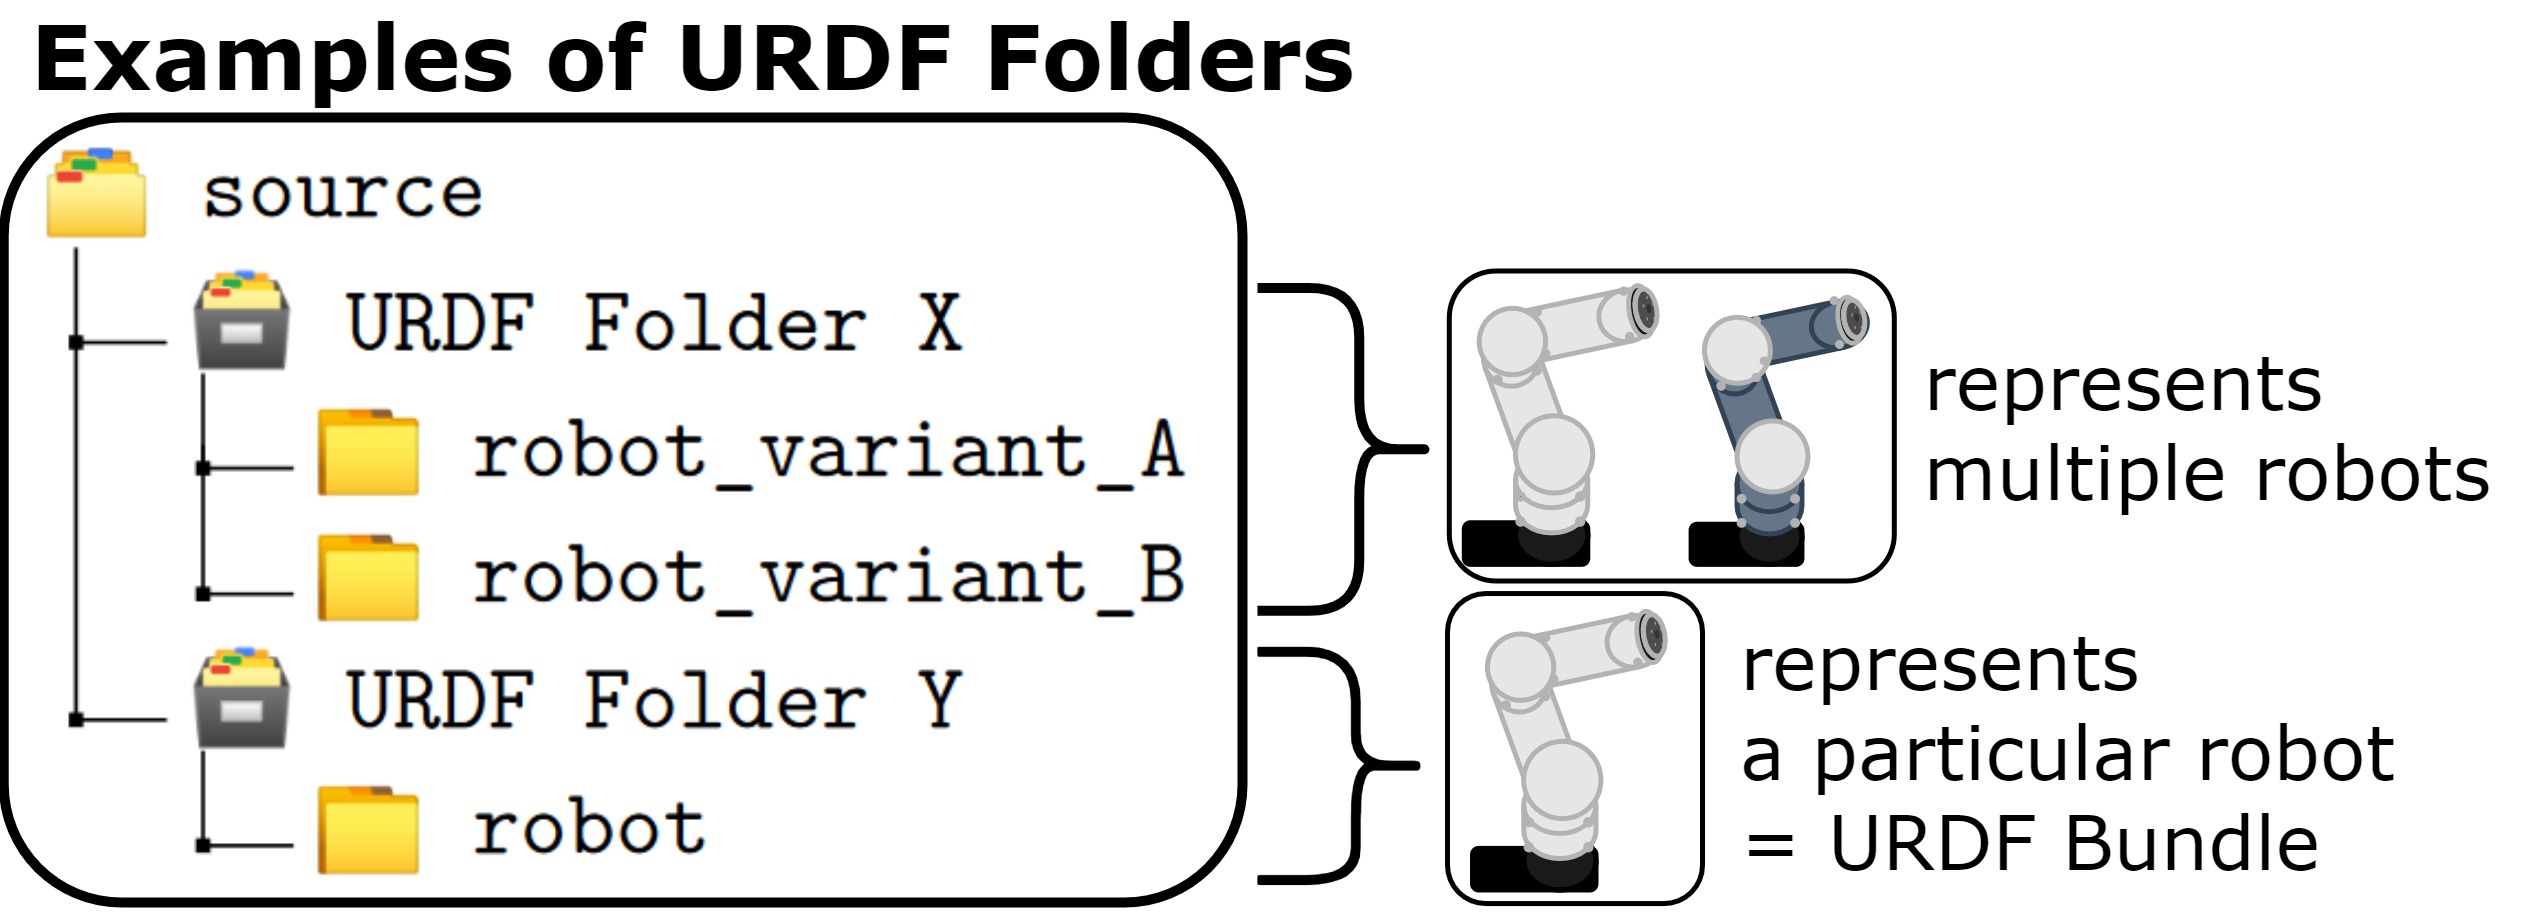 Examples of URDF Folders
source
URDF Folder X
robot_variant_A
robot_variant_B
URDF Folder Y
robot
represents
multiple robots
represents
a particular robot
= URDF Bundle